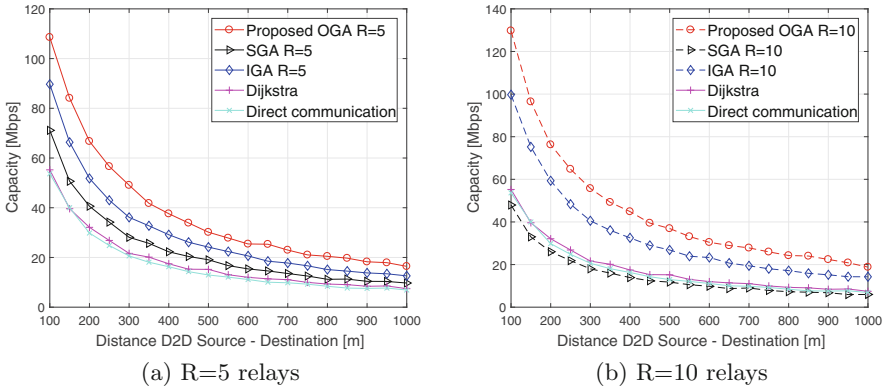 120
100
80
60
40
20
0
Capacity [Mbps]
Proposed OGA R=5
SGA R=5
IGA R=5
Dijkstra
Direct communication
100 200 300 400 500 600 700 800 900 1000
Distance D2D Source - Destination [m]
(a) R=5 relays
140
120
100
80
60
40
20
0
Capacity [Mbps]
Proposed OGA R=10
SGA R=10
IGA R=10
Dijkstra
Direct communication
100 200 300 400 500 600 700 800 900 1000
Distance D2D Source - Destination [m]
(b) R=10 relays